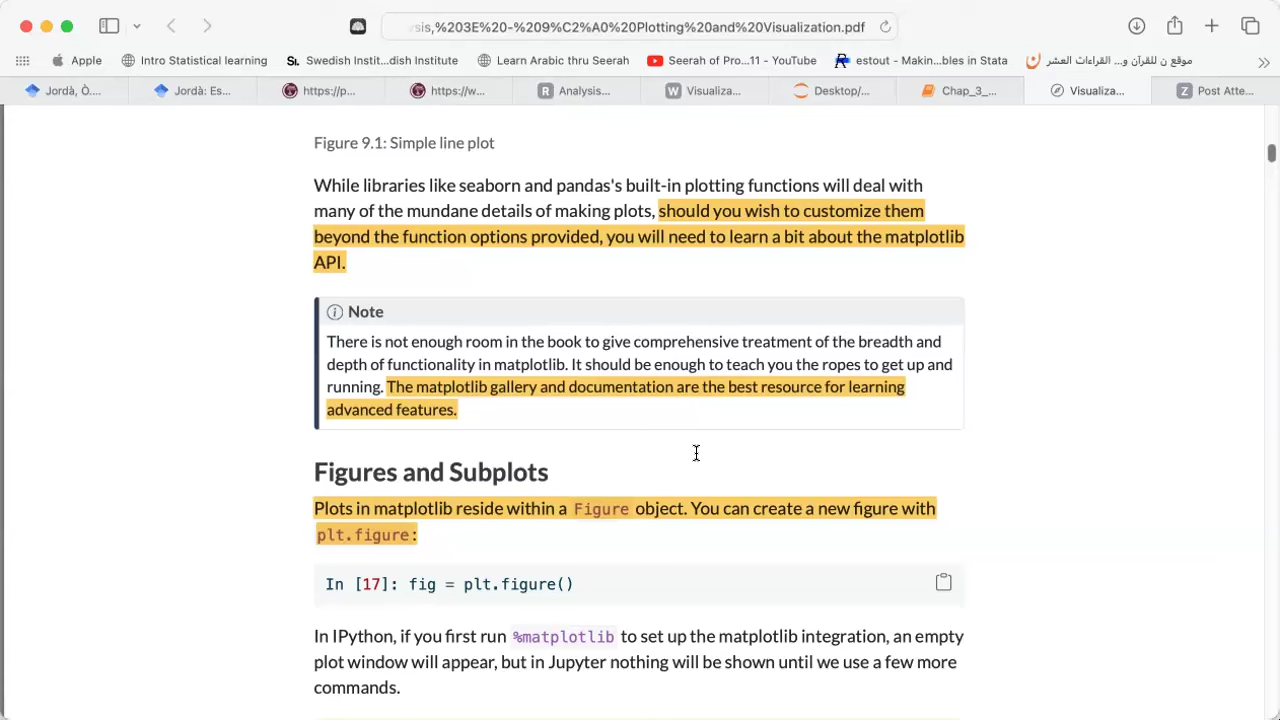 sis,%203E%20-%209%C2%A0%20Plotting%20and%20Visualization.pdf
Apple
Intro Statistical learning
Si. Swedish Instit...dish Institute
Learn Arabic thru Seerah
Seerah of Pro...11 - YouTube
estout - Makin...bles in Stata
موقع ن للقرآن و... القراءات العشر
Jordà, Ò....
Jordà: Es...
https://p...
https://w...
R Analysis...
W Visualiza...
Desktop/...
Chap_3_...
Visualiza...
Z Post Atte...
Figure 9.1: Simple line plot
While libraries like seaborn and pandas's built-in plotting functions will deal with
many of the mundane details of making plots, should you wish to customize them
beyond the function options provided, you will need to learn a bit about the matplotlib
API.
Note
There is not enough room in the book to give comprehensive treatment of the breadth and
depth of functionality in matplotlib. It should be enough to teach you the ropes to get up and
running. The matplotlib gallery and documentation are the best resource for learning
advanced features.
Figures and Subplots
Plots in matplotlib reside within a Figure object. You can create a new figure with
plt.figure:
In [17]: fig = plt.figure()
In IPython, if you first run %matplotlib to set up the matplotlib integration, an empty
plot window will appear, but in Jupyter nothing will be shown until we use a few more
commands.